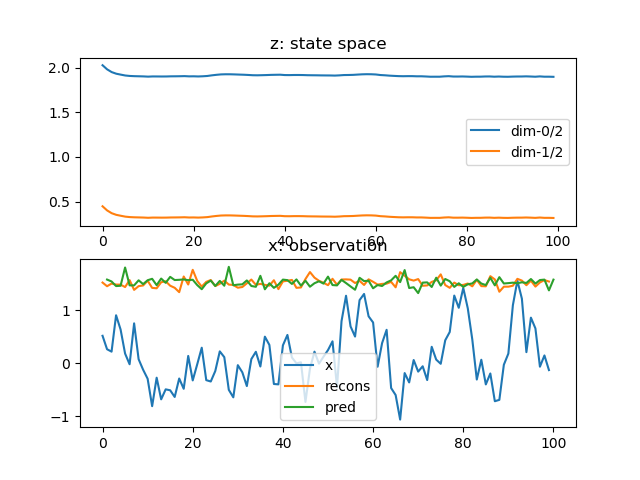 z: state space
2.0
1.5
1.0
0.5
dim-0/2
dim-1/2
0 20 40 60 80 100
x: observation
1
0
−1
x
recons
pred
0 20 40 60 80 100